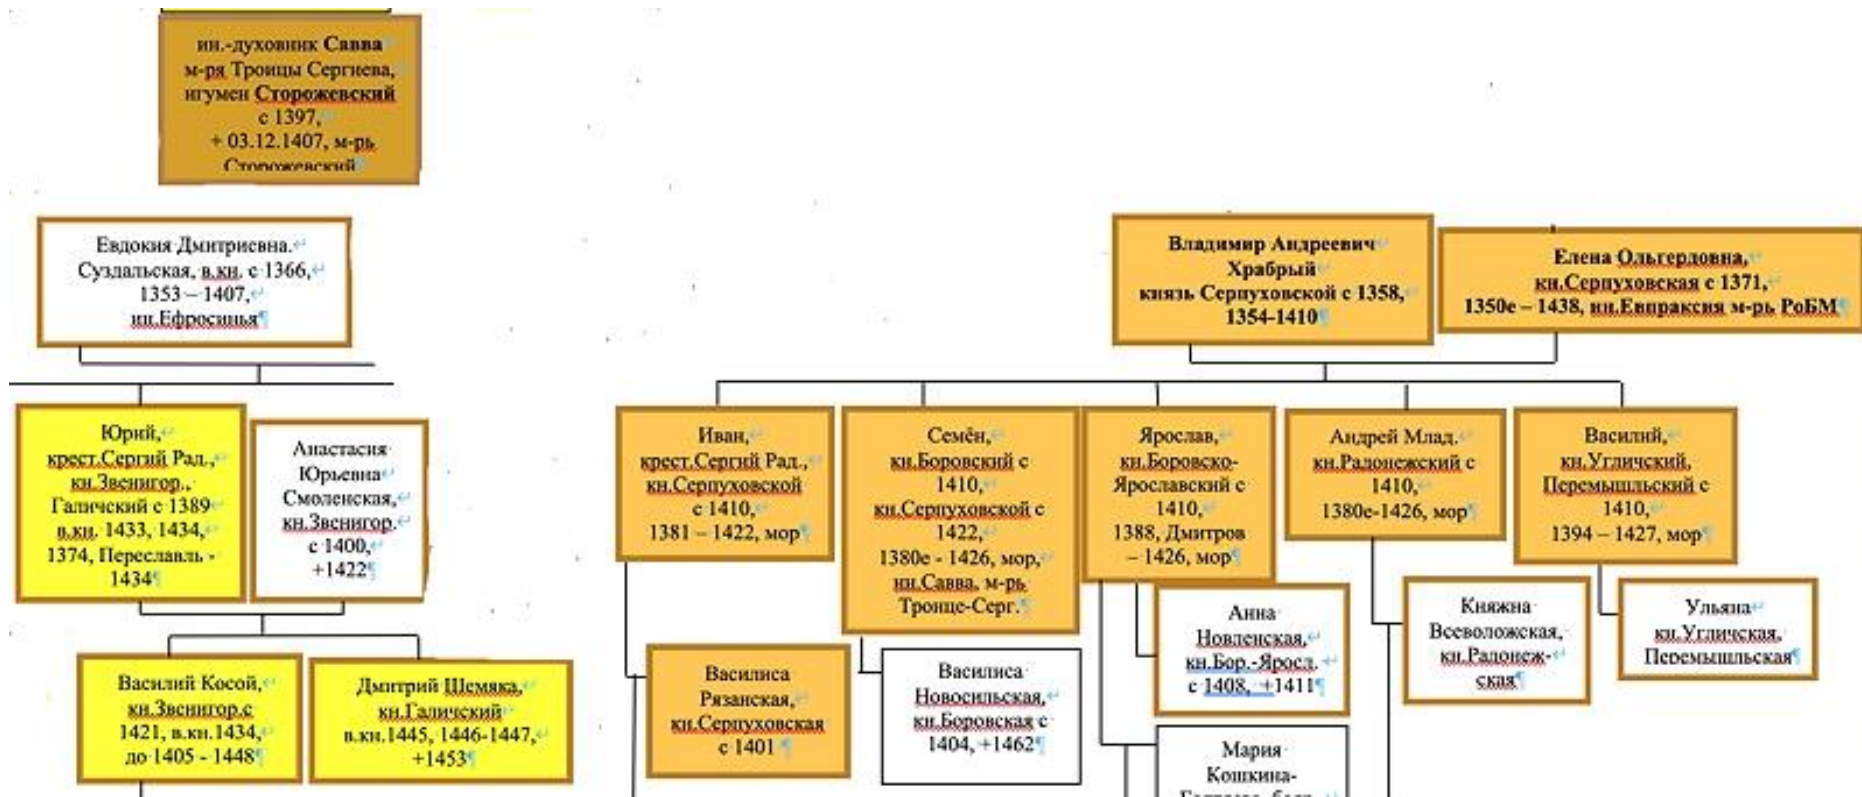 ин.-духовник Савва
м-ря Троицы Сергиева,
игумен Сторожевский
с 1397,
+ 03.12.1407, м-рь
Сторожевский
Евдокия Дмитриевна.
Суздальская, в.кн. с 1366,
1353 – 1407,
ин.Ефросинья
Владимир Андреевич
Храбрый
князь Серпуховской с 1358,
1354-1410
Елена Ольгердовна,
кн.Серпуховская с 1371,
1350е – 1438, ин.Евпраксия м-рь РоБМ
Юрий,
крест.Сергий Рад.,
кн.Звенигор.,
Галичский с 1389
в.кн. 1433, 1434,
1374, Переславль -
1434
Анастасия
Юрьевна
Смоленская,
кн.Звенигор.
с 1400,
+1422
Иван,
крест.Сергий Рад.,
кн.Серпуховской
с 1410,
1381 – 1422, мор
Семён,
кн.Боровский с
1410,
кн.Серпуховской с
1422,
1380е - 1426, мор,
ин.Савва, м-рь
Троице-Серг.
Ярослав,
кн.Боровско-
Ярославский с
1410,
1388, Дмитров
– 1426, мор
Андрей Млад.
кн.Радонежский с
1410,
1380е-1426, мор
Василий,
кн.Угличский,
Перемышльский с
1410,
1394 – 1427, мор
Василий Косой,
кн.Звенигор.с
1421, в.кн.1434,
до 1405 - 1448
Дмитрий Шемяка,
кн.Галичский
в.кн.1445, 1446-1447,
+1453
Василиса
Рязанская,
кн.Серпуховская
с 1401
Василиса
Новосильская,
кн.Боровская с
1404, +1462
Анна
Новленская,
кн.Бор.-Яросл.
с 1408, +1411
Мария
Кошкина-
Княжна
Всеволожская,
кн.Радонеж-
ская
Ульяна
кн.Угличская,
Перемышльская